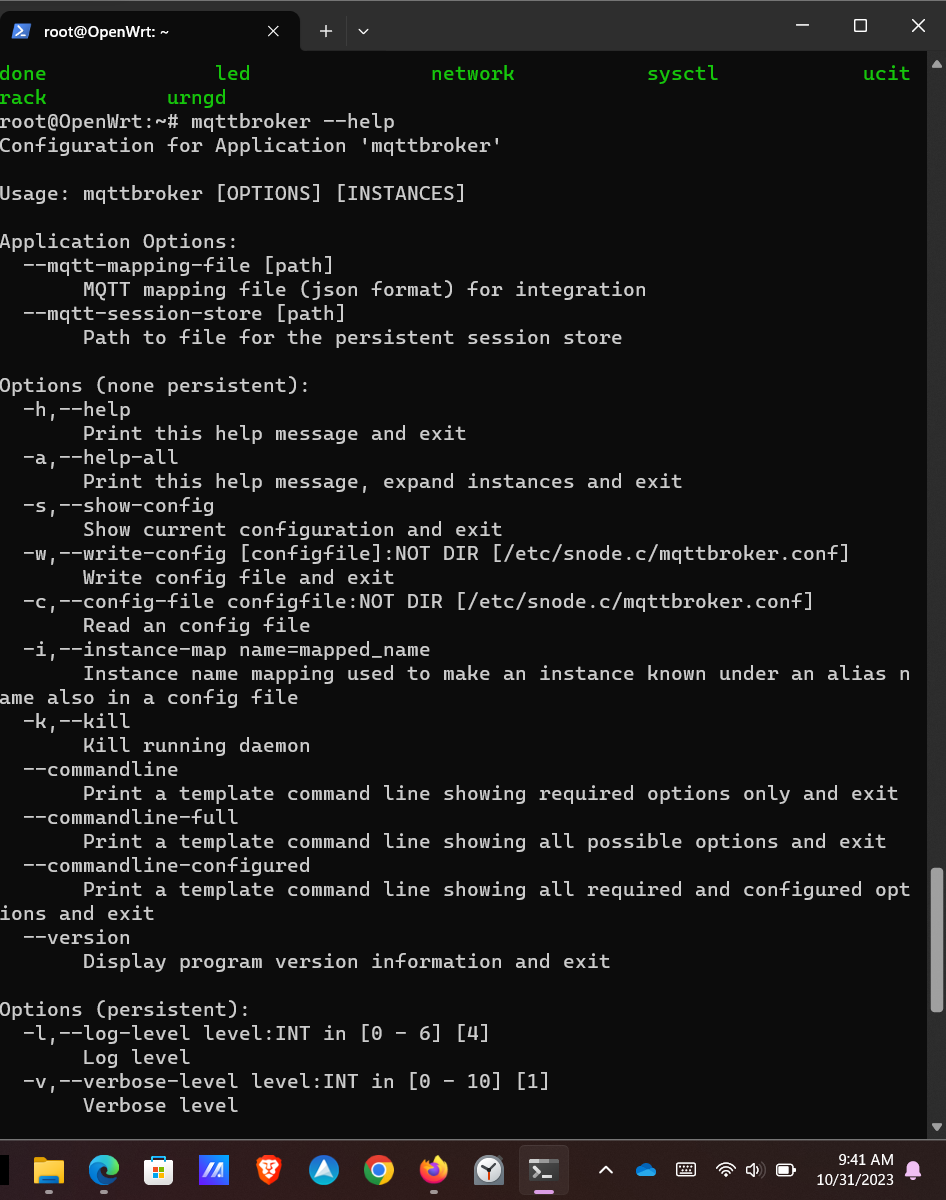 root@OpenWrt: ~
done led network sysctl ucit
rack urngd
root@OpenWrt:~# mqttbroker --help
Configuration for Application 'mqttbroker'
Usage: mqttbroker [OPTIONS] [INSTANCES]
Application Options:
--mqtt-mapping-file [path]
MQTT mapping file (json format) for integration
--mqtt-session-store [path]
Path to file for the persistent session store
Options (none persistent):
-h,--help
Print this help message and exit
-a,--help-all
Print this help message, expand instances and exit
-s,--show-config
Show current configuration and exit
-w,--write-config [configfile]:NOT DIR [/etc/snode.c/mqttbroker.conf]
Write config file and exit
-c,--config-file configfile:NOT DIR [/etc/snode.c/mqttbroker.conf]
Read an config file
-i,--instance-map name=mapped_name
Instance name mapping used to make an instance known under an alias n
ame also in a config file
-k,--kill
Kill running daemon
--commandline
Print a template command line showing required options only and exit
--commandline-full
Print a template command line showing all possible options and exit
--commandline-configured
Print a template command line showing all required and configured opt
ions and exit
--version
Display program version information and exit
Options (persistent):
-l,--log-level level:INT in [0 - 6] [4]
Log level
-v,--verbose-level level:INT in [0 - 10] [1]
Verbose level
9:41 AM
10/31/2023